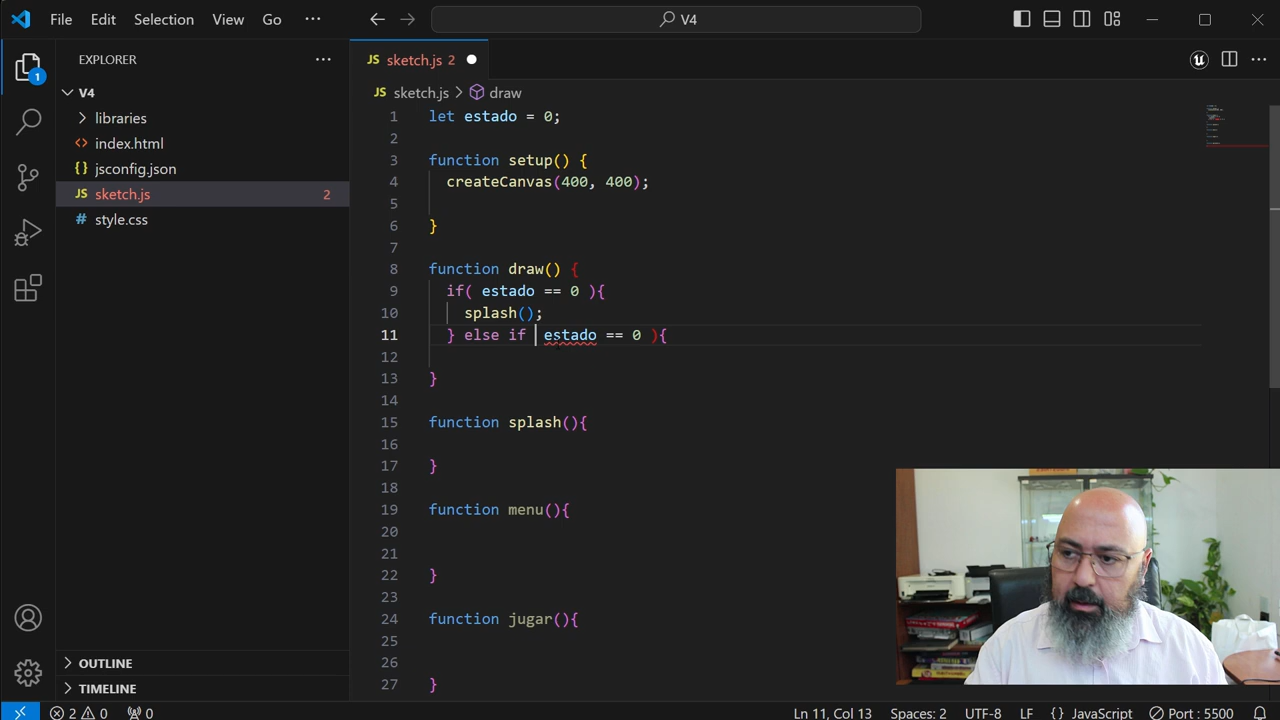 File Edit Selection View Go ··· V4
EXPLORER ···
1
V4
libraries
index.html
jsconfig.json
JS sketch.js 2
style.css
OUTLINE
TIMELINE
JS sketch.js 2
JS sketch.js > draw
1 let estado = 0;
2
3 function setup() {
4 createCanvas(400, 400);
5
6 }
7
8 function draw() {
9 if( estado == 0 ){
10 splash();
11 } else if estado == 0 ){
12
13 }
14
15 function splash(){
16
17 }
18
19 function menu(){
20
21
22 }
23
24 function jugar(){
25
26
27 }
2 0 0 Ln 11, Col 13 Spaces: 2 UTF-8 LF {} JavaScript Port : 5500